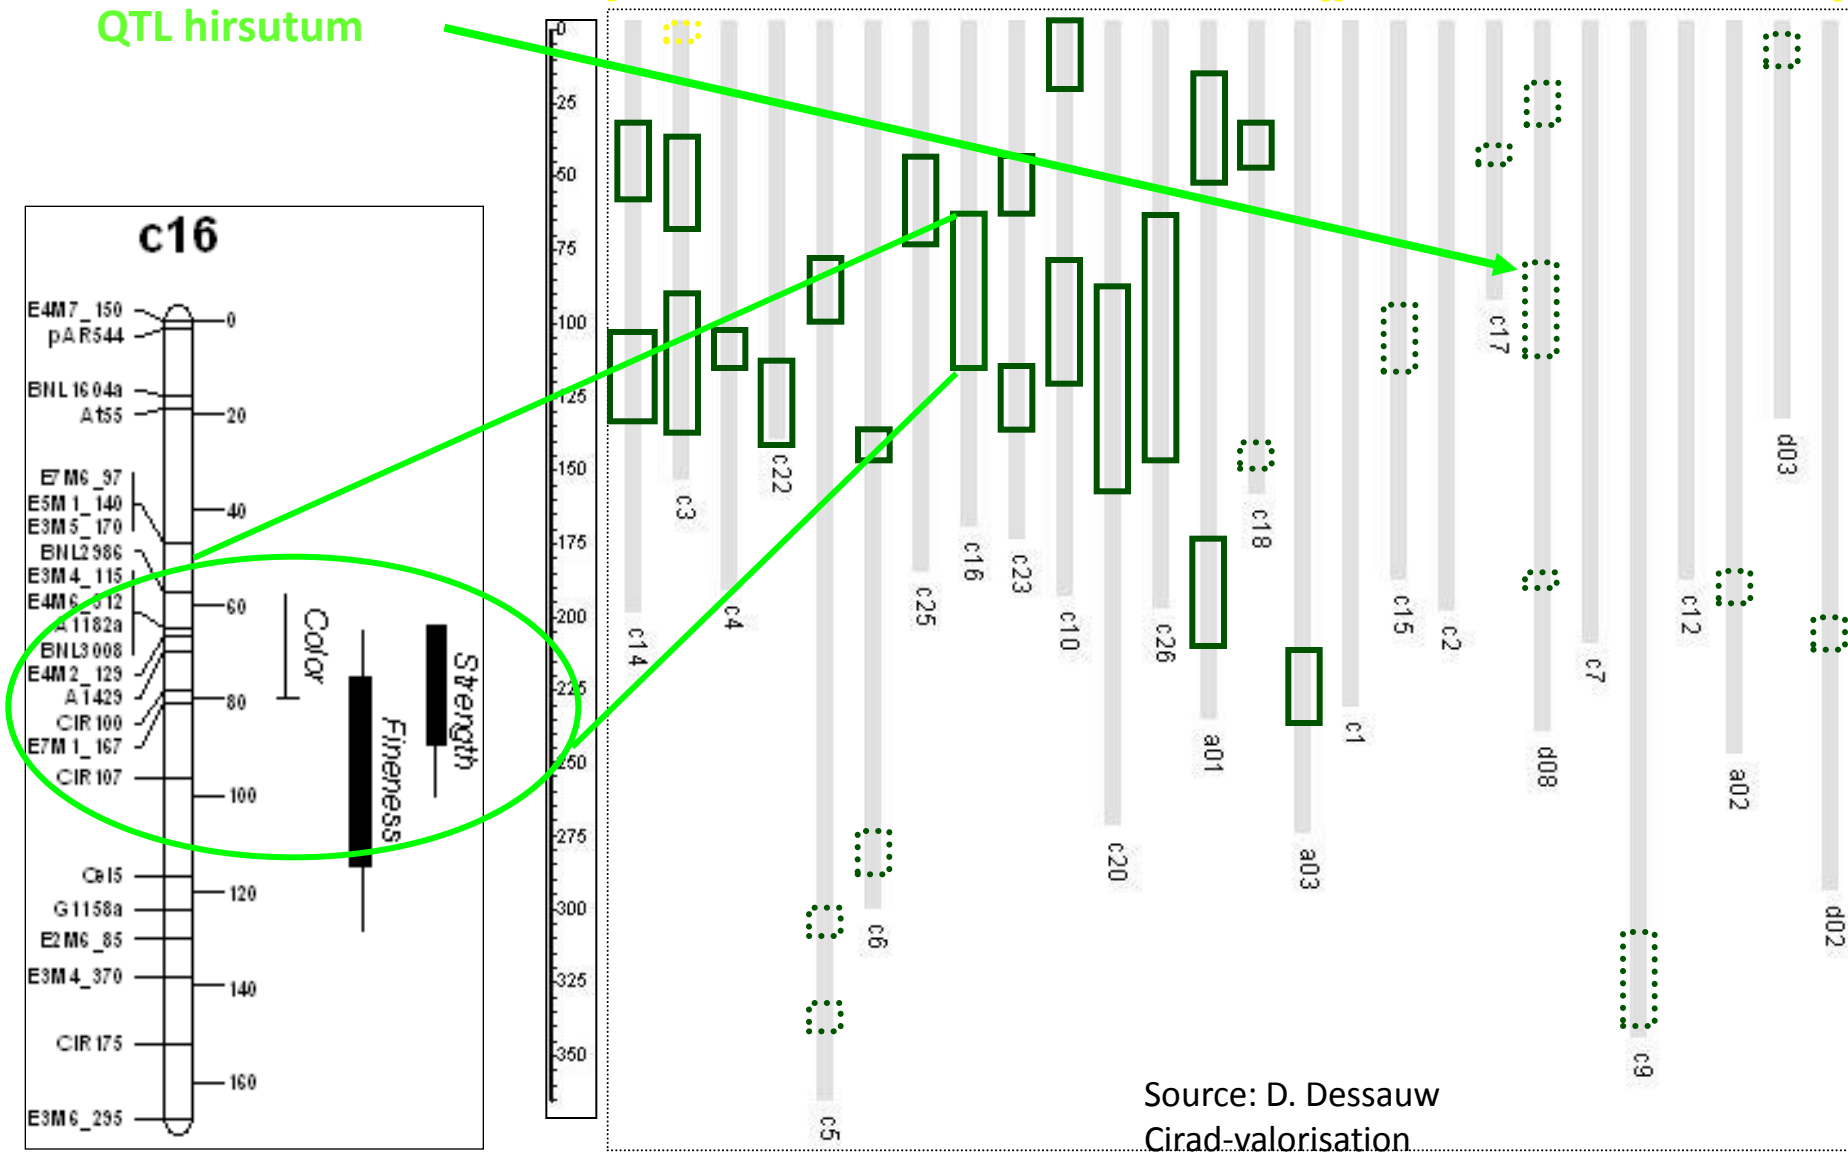 QTL hirsutum
c16
E4M7_150
pAR544
BNL1604a
A155
E7M6_97
E5M1_140
E3M5_170
BNL2986
E3M4_115
E4M6_312
A1182a
BNL3008
E4M2_129
A1429
CIR100
E7M1_167
CIR107
G1158a
E2M6_85
E3M4_370
CIR175
E3M6_295
0
20
40
60
80
100
120
140
160
Color
Fineness
Strength
0
25
50
75
100
125
150
175
200
225
250
275
300
325
350
c14
c3
c4
c22
c5
c6
c25
c16
c23
c10
c20
c26
a01
c18
a03
c1
c15
c2
c17
d08
c7
c9
c12
a02
d03
d02
Source: D. Dessauw
Cirad-valorisation